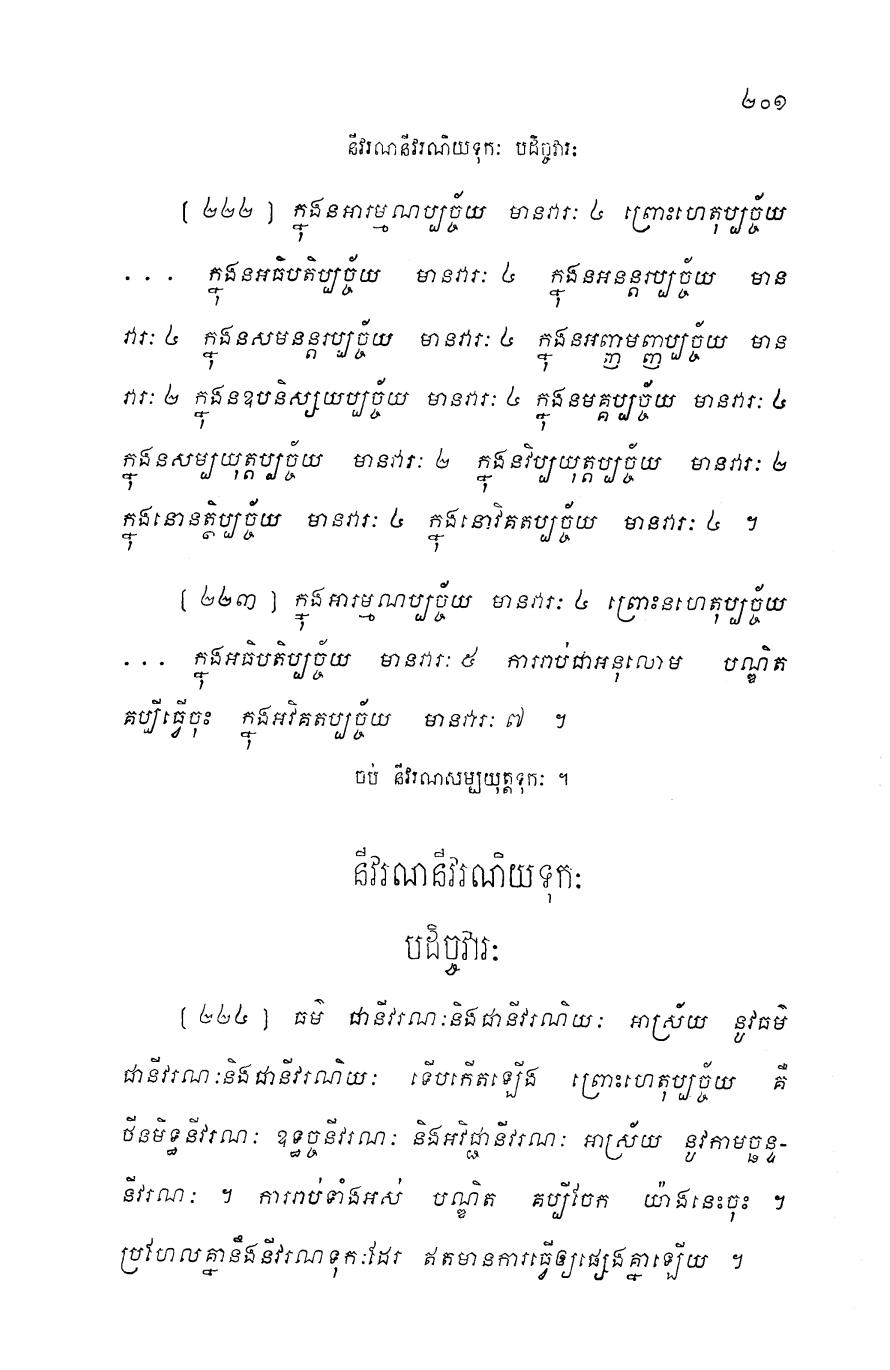 ២០១
នីវរណនីវរណិយទុកៈ បដិច្ចវារៈ
[ ២២២ ] ក្នុងនអារម្មណប្បច្ច័យ មានវារៈ ៤ ព្រោះហេតុប្បច្ច័យ
... ក្នុងនអធិបតិប្បច្ច័យ មានវារៈ ៤ ក្នុងនអនន្តរប្បច្ច័យ មាន
វារៈ ៤ ក្នុងនសមនន្តរប្បច្ច័យ មានវារៈ ៤ ក្នុងនអញ្ញមញ្ញប្បច្ច័យ មាន
វារៈ ២ ក្នុងនឧបនិស្សយប្បច្ច័យ មានវារៈ ៤ ក្នុងនមគ្គប្បច្ច័យ មានវារៈ ៤
ក្នុងនសម្បយុត្តប្បច្ច័យ មានវារៈ ២ ក្នុងនវិប្បយុត្តប្បច្ច័យ មានវារៈ ២
ក្នុងនោនត្ថិប្បច្ច័យ មានវារៈ ៤ ក្នុងនោវិគតប្បច្ច័យ មានវារៈ ៤ ។
[ ២២៣ ] ក្នុងអារម្មណប្បច្ច័យ មានវារៈ ៤ ព្រោះនហេតុប្បច្ច័យ
... ក្នុងអធិបតិប្បច្ច័យ មានវារៈ ៥ ការរាប់ជាអនុលោម បណ្ឌិត
គប្បីធ្វើចុះ ក្នុងអវិគតប្បច្ច័យ មានវារៈ ៧ ។
ចប់ នីវរណសម្បយុត្តទុកៈ ។
នីវរណនីវរណិយទុកៈ
បដិច្ចវារៈ
[ ២២៤ ] ធម៌ ជានីវរណៈនិងជានីវរណិយៈ អាស្រ័យ នូវធម៌
ជានីវរណៈនិងជានីវរណិយៈ ទើបកើតឡើង ព្រោះហេតុប្បច្ច័យ គឺ
ថីនមិទ្ធនីវរណៈ ឧទ្ធច្ចនីវរណៈ និងអវិជ្ជានីវរណៈ អាស្រ័យ នូវកាមច្ឆន្ទ-
នីវរណៈ ។ ការរាប់ទាំងអស់ បណ្ឌិត គប្បីចែក យ៉ាងនេះចុះ ។
ប្រហែលគ្នានឹងនីវរណទុកៈដែរ ឥតមានការធ្វើឲ្យផ្សេងគ្នាឡើយ ។